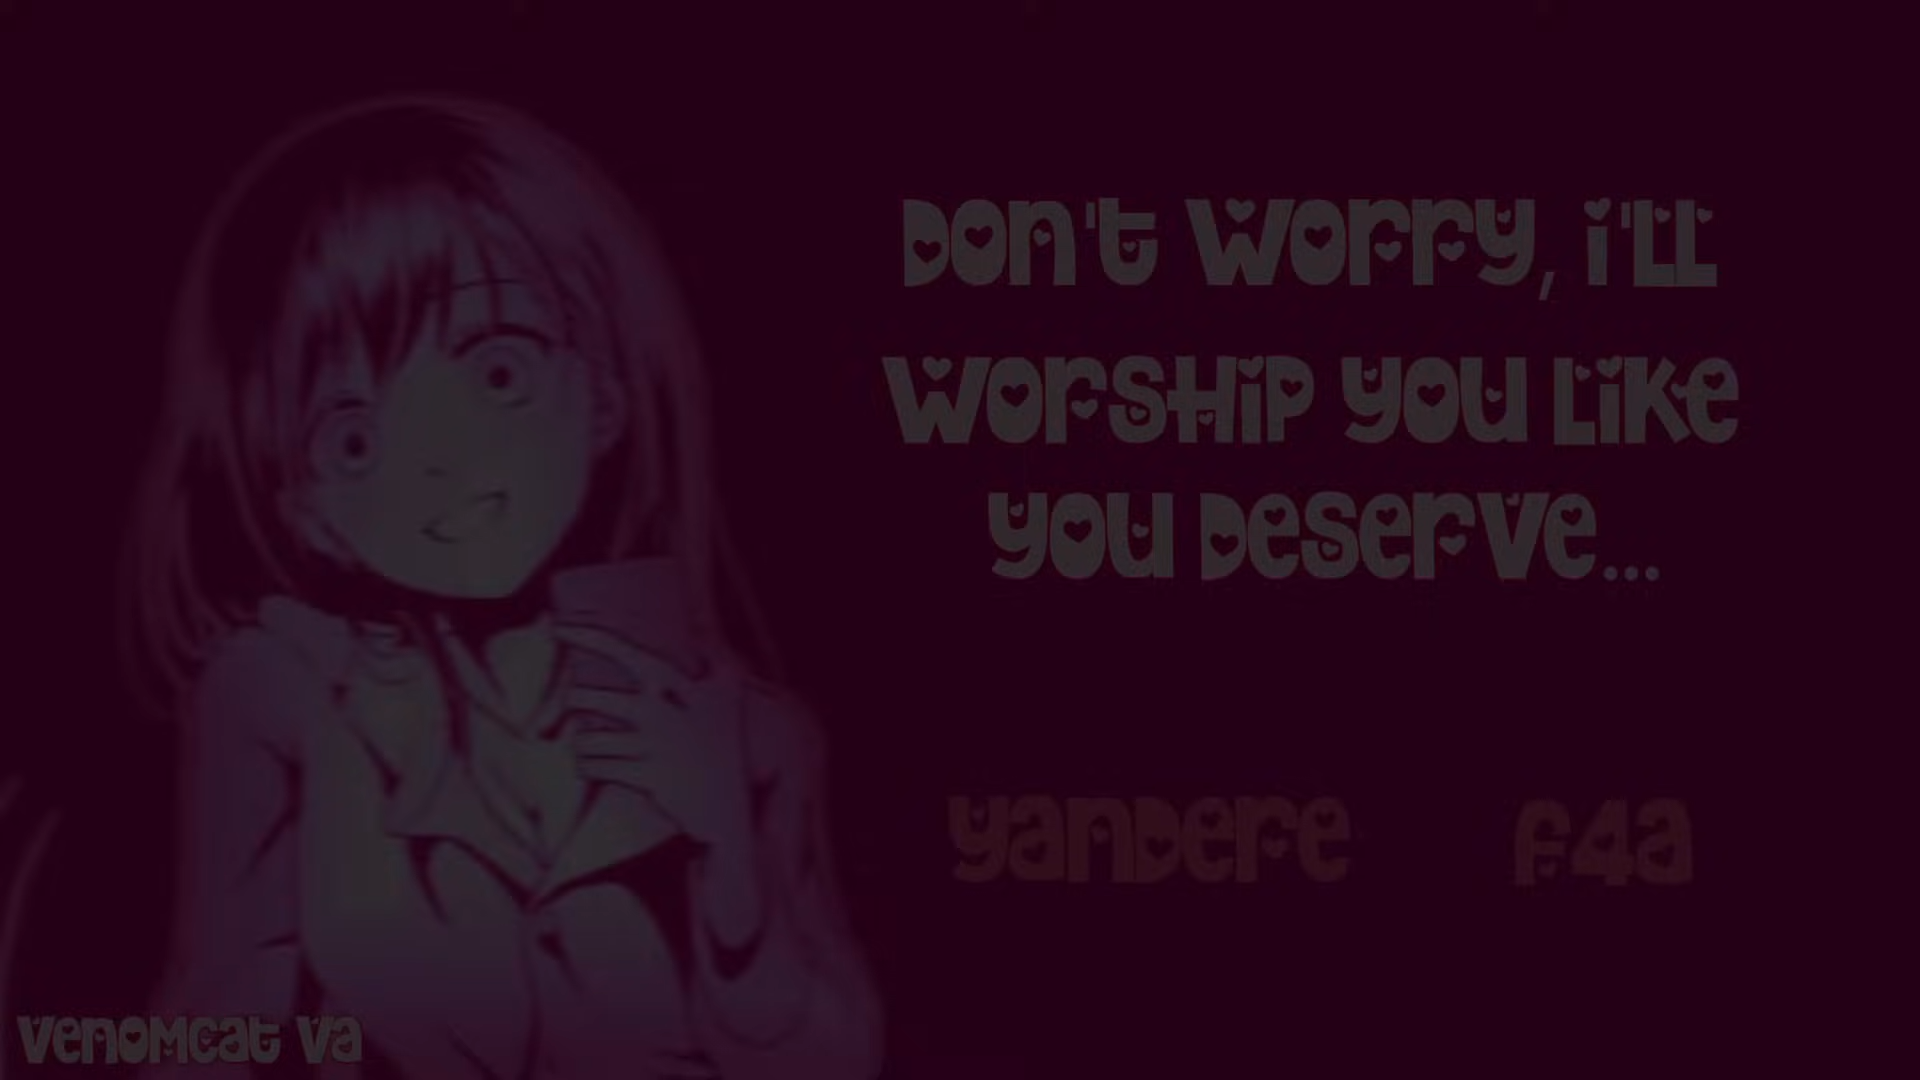 Don't worry, I'll
worship you like
you deserve...
Yandere F4A
Venomcat VA